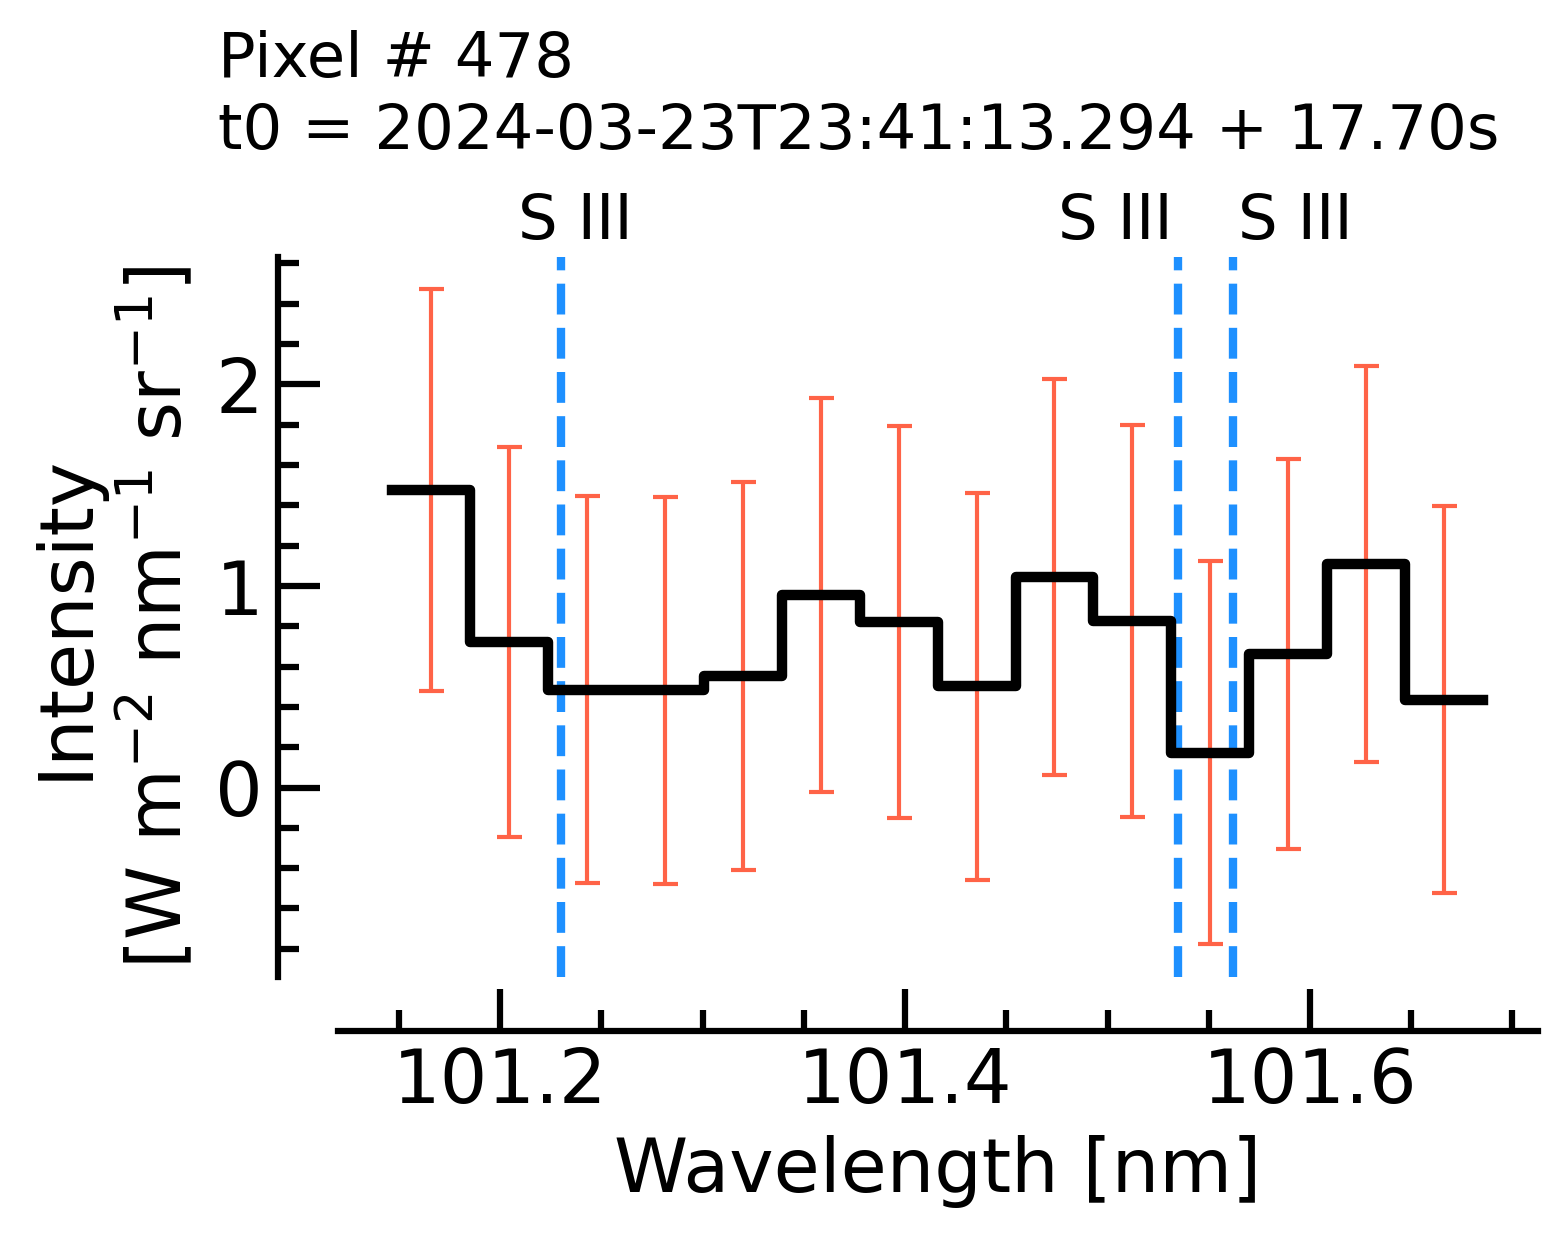 Pixel # 478
t0 = 2024-03-23T23:41:13.294 + 17.70s
S III S III S III
Intensity
[W m⁻² nm⁻¹ sr⁻¹]
2
1
0
101.2 101.4 101.6
Wavelength [nm]